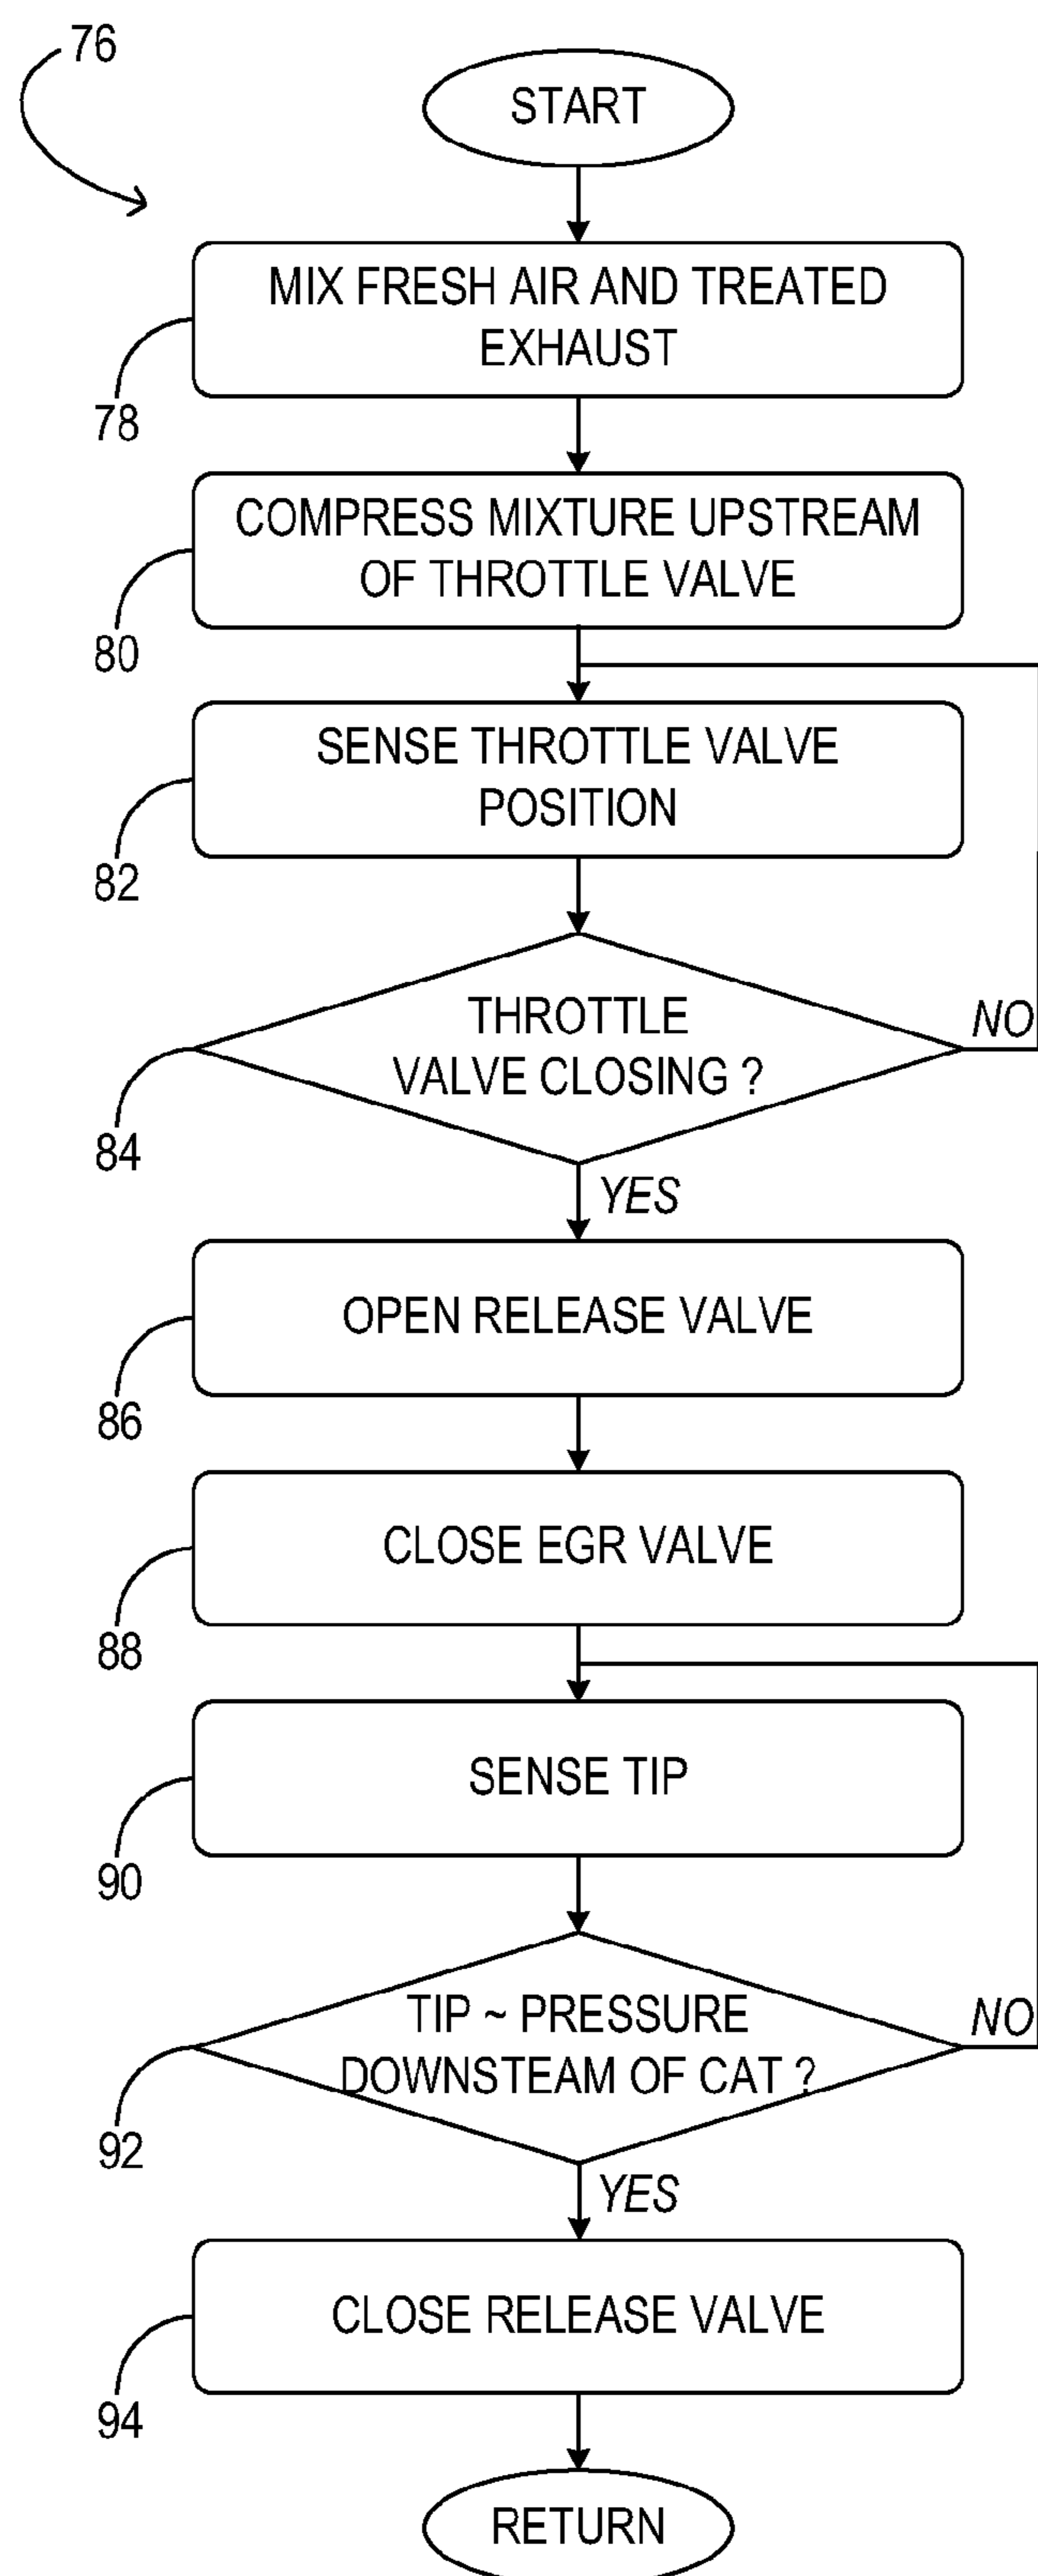 76
START
MIX FRESH AIR AND TREATED
EXHAUST
78
COMPRESS MIXTURE UPSTREAM
OF THROTTLE VALVE
80
SENSE THROTTLE VALVE
POSITION
82
THROTTLE
VALVE CLOSING ?
NO
84
YES
OPEN RELEASE VALVE
86
CLOSE EGR VALVE
88
SENSE TIP
90
TIP ~ PRESSURE
DOWNSTEAM OF CAT ?
NO
92
YES
CLOSE RELEASE VALVE
94
RETURN